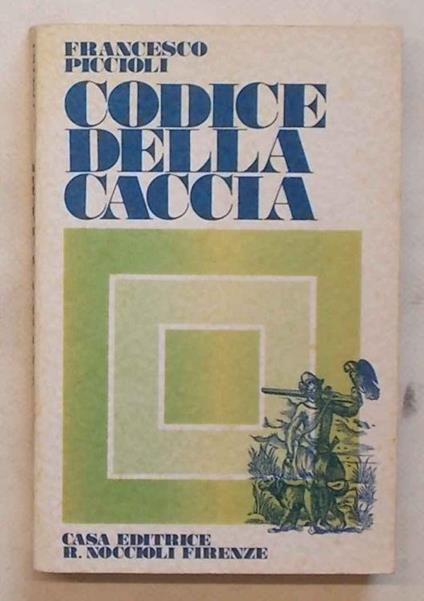 FRANCESCO
PICCIOLI
CODICE
DELLA
CACCIA
CASA EDITRICE
R. NOCCIOLI FIRENZE